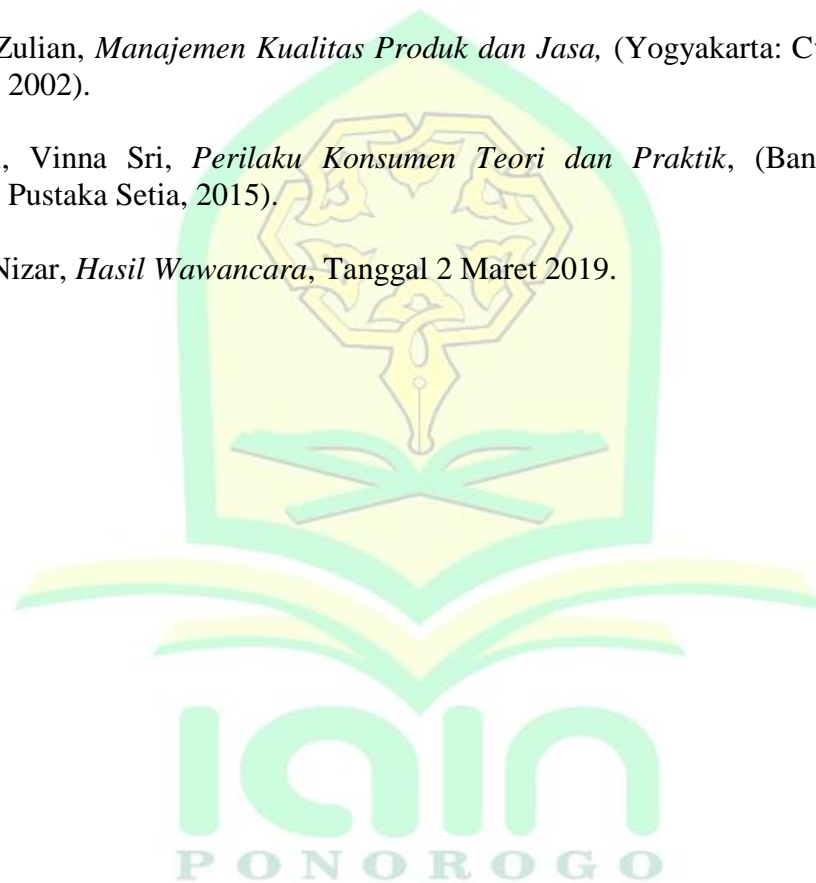 Zulian, Manajemen Kualitas Produk dan Jasa, (Yogyakarta:
2002).
Vinna Sri, Perilaku Konsumen Teori dan Praktik, (Ban
Pustaka Setia, 2015).
Nizar, Hasil Wawancara, Tanggal 2 Maret 2019.
iain
PONOROGO